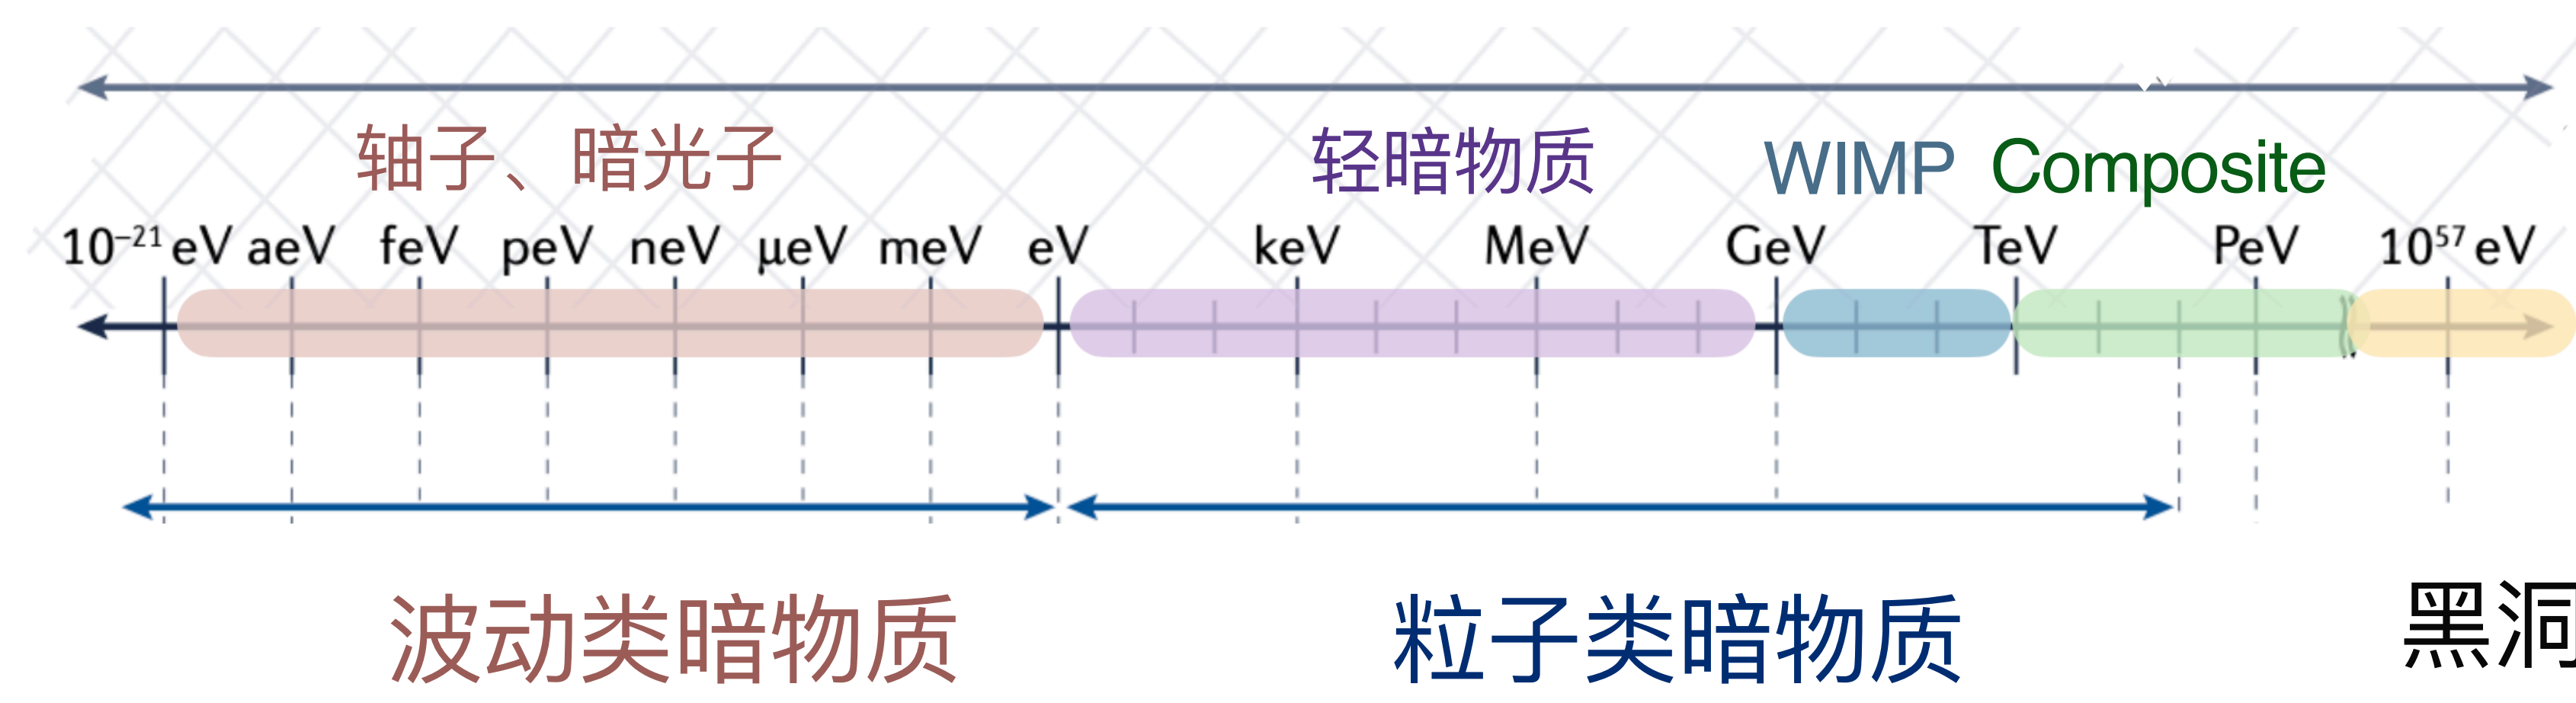 轴子、暗光子 轻暗物质 WIMP Composite
10⁻²¹ eV aeV feV peV neV μeV meV eV keV MeV GeV TeV PeV 10⁵⁷ eV
波动类暗物质 粒子类暗物质 黑洞